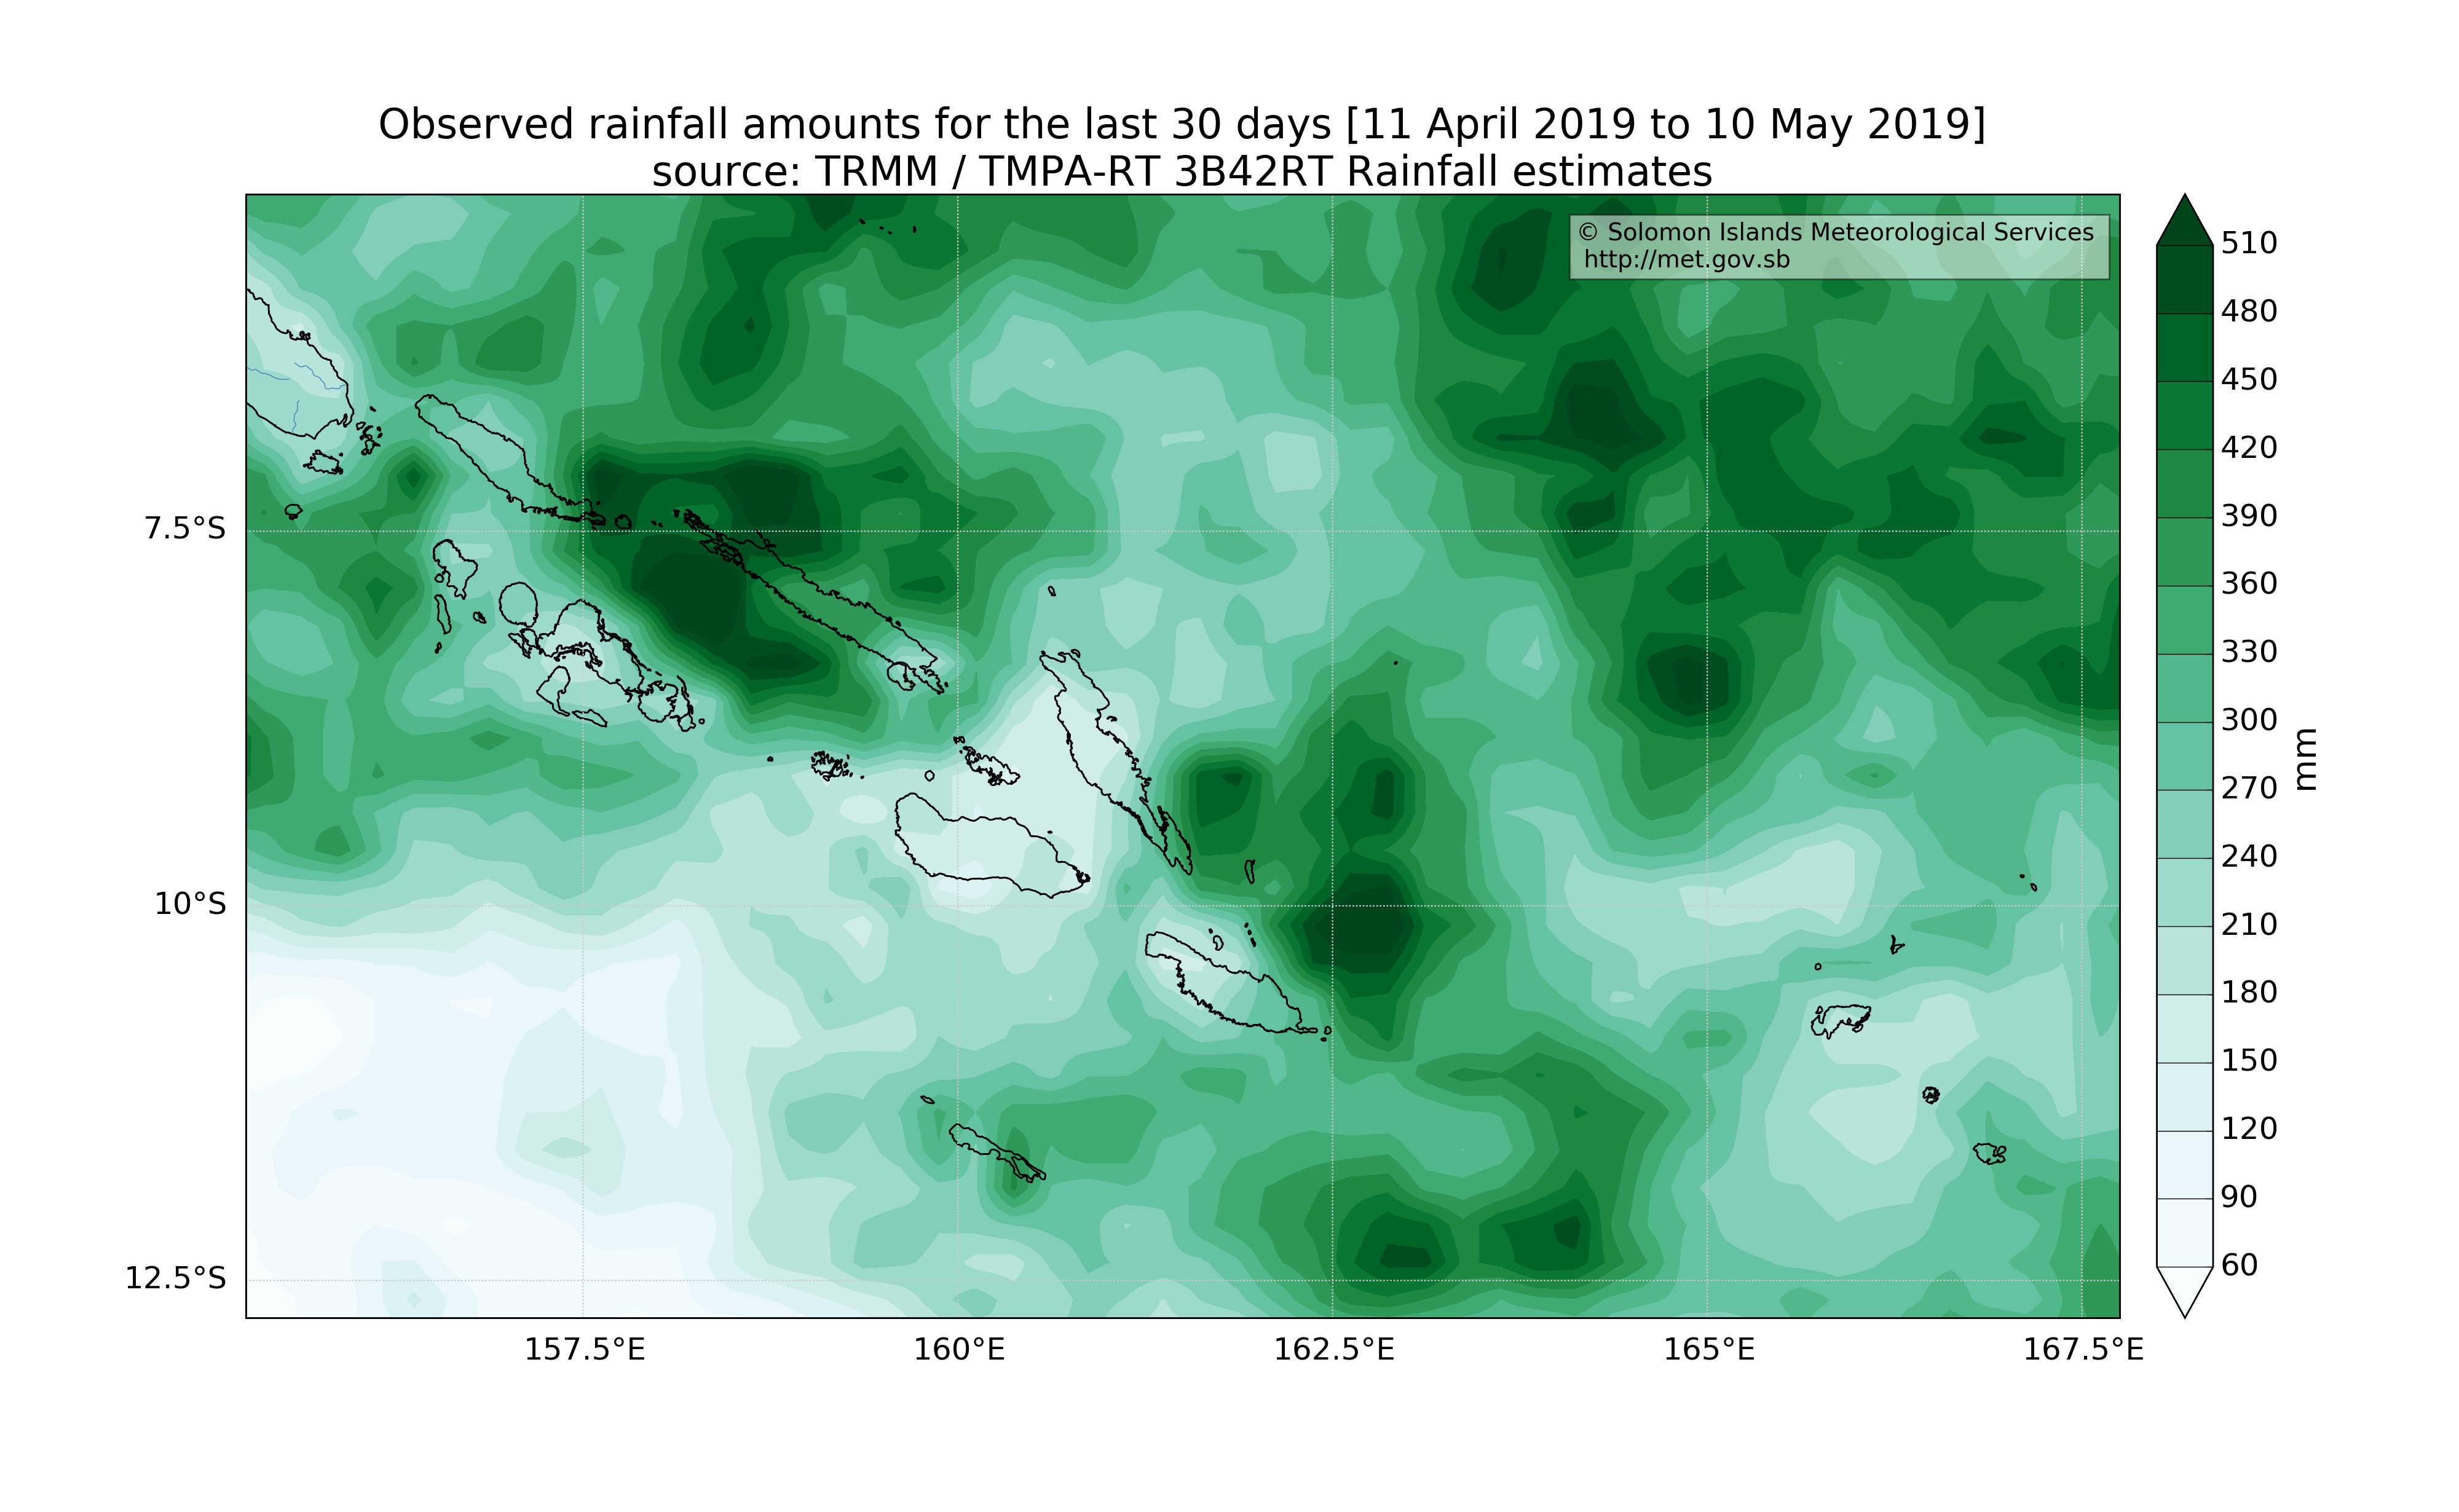 Observed rainfall amounts for the last 30 days [11 April 2019 to 10 May 2019]
source: TRMM / TMPA-RT 3B42RT Rainfall estimates
© Solomon Islands Meteorological Services
http://met.gov.sb
7.5°S
10°S
12.5°S
157.5°E
160°E
162.5°E
165°E
167.5°E
510
480
450
420
390
360
330
300
270
240
210
180
150
120
90
60
mm